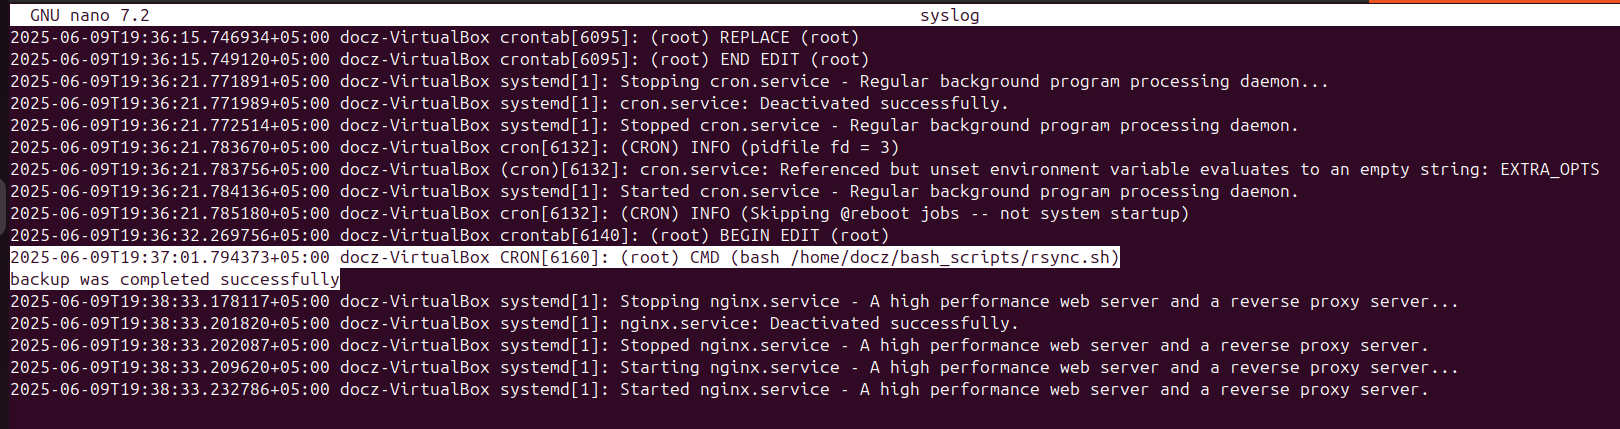 GNU nano 7.2 syslog
2025-06-09T19:36:15.746934+05:00 docz-VirtualBox crontab[6095]: (root) REPLACE (root)
2025-06-09T19:36:15.749120+05:00 docz-VirtualBox crontab[6095]: (root) END EDIT (root)
2025-06-09T19:36:21.771891+05:00 docz-VirtualBox systemd[1]: Stopping cron.service - Regular background program processing daemon...
2025-06-09T19:36:21.771989+05:00 docz-VirtualBox systemd[1]: cron.service: Deactivated successfully.
2025-06-09T19:36:21.772514+05:00 docz-VirtualBox systemd[1]: Stopped cron.service - Regular background program processing daemon.
2025-06-09T19:36:21.783670+05:00 docz-VirtualBox cron[6132]: (CRON) INFO (pidfile fd = 3)
2025-06-09T19:36:21.783756+05:00 docz-VirtualBox (cron)[6132]: cron.service: Referenced but unset environment variable evaluates to an empty string: EXTRA_OPTS
2025-06-09T19:36:21.784136+05:00 docz-VirtualBox systemd[1]: Started cron.service - Regular background program processing daemon.
2025-06-09T19:36:21.785180+05:00 docz-VirtualBox cron[6132]: (CRON) INFO (Skipping @reboot jobs -- not system startup)
2025-06-09T19:36:32.269756+05:00 docz-VirtualBox crontab[6140]: (root) BEGIN EDIT (root)
2025-06-09T19:37:01.794373+05:00 docz-VirtualBox CRON[6160]: (root) CMD (bash /home/docz/bash_scripts/rsync.sh)
backup was completed successfully
2025-06-09T19:38:33.178117+05:00 docz-VirtualBox systemd[1]: Stopping nginx.service - A high performance web server and a reverse proxy server...
2025-06-09T19:38:33.201820+05:00 docz-VirtualBox systemd[1]: nginx.service: Deactivated successfully.
2025-06-09T19:38:33.202087+05:00 docz-VirtualBox systemd[1]: Stopped nginx.service - A high performance web server and a reverse proxy server.
2025-06-09T19:38:33.209620+05:00 docz-VirtualBox systemd[1]: Starting nginx.service - A high performance web server and a reverse proxy server...
2025-06-09T19:38:33.232786+05:00 docz-VirtualBox systemd[1]: Started nginx.service - A high performance web server and a reverse proxy server.